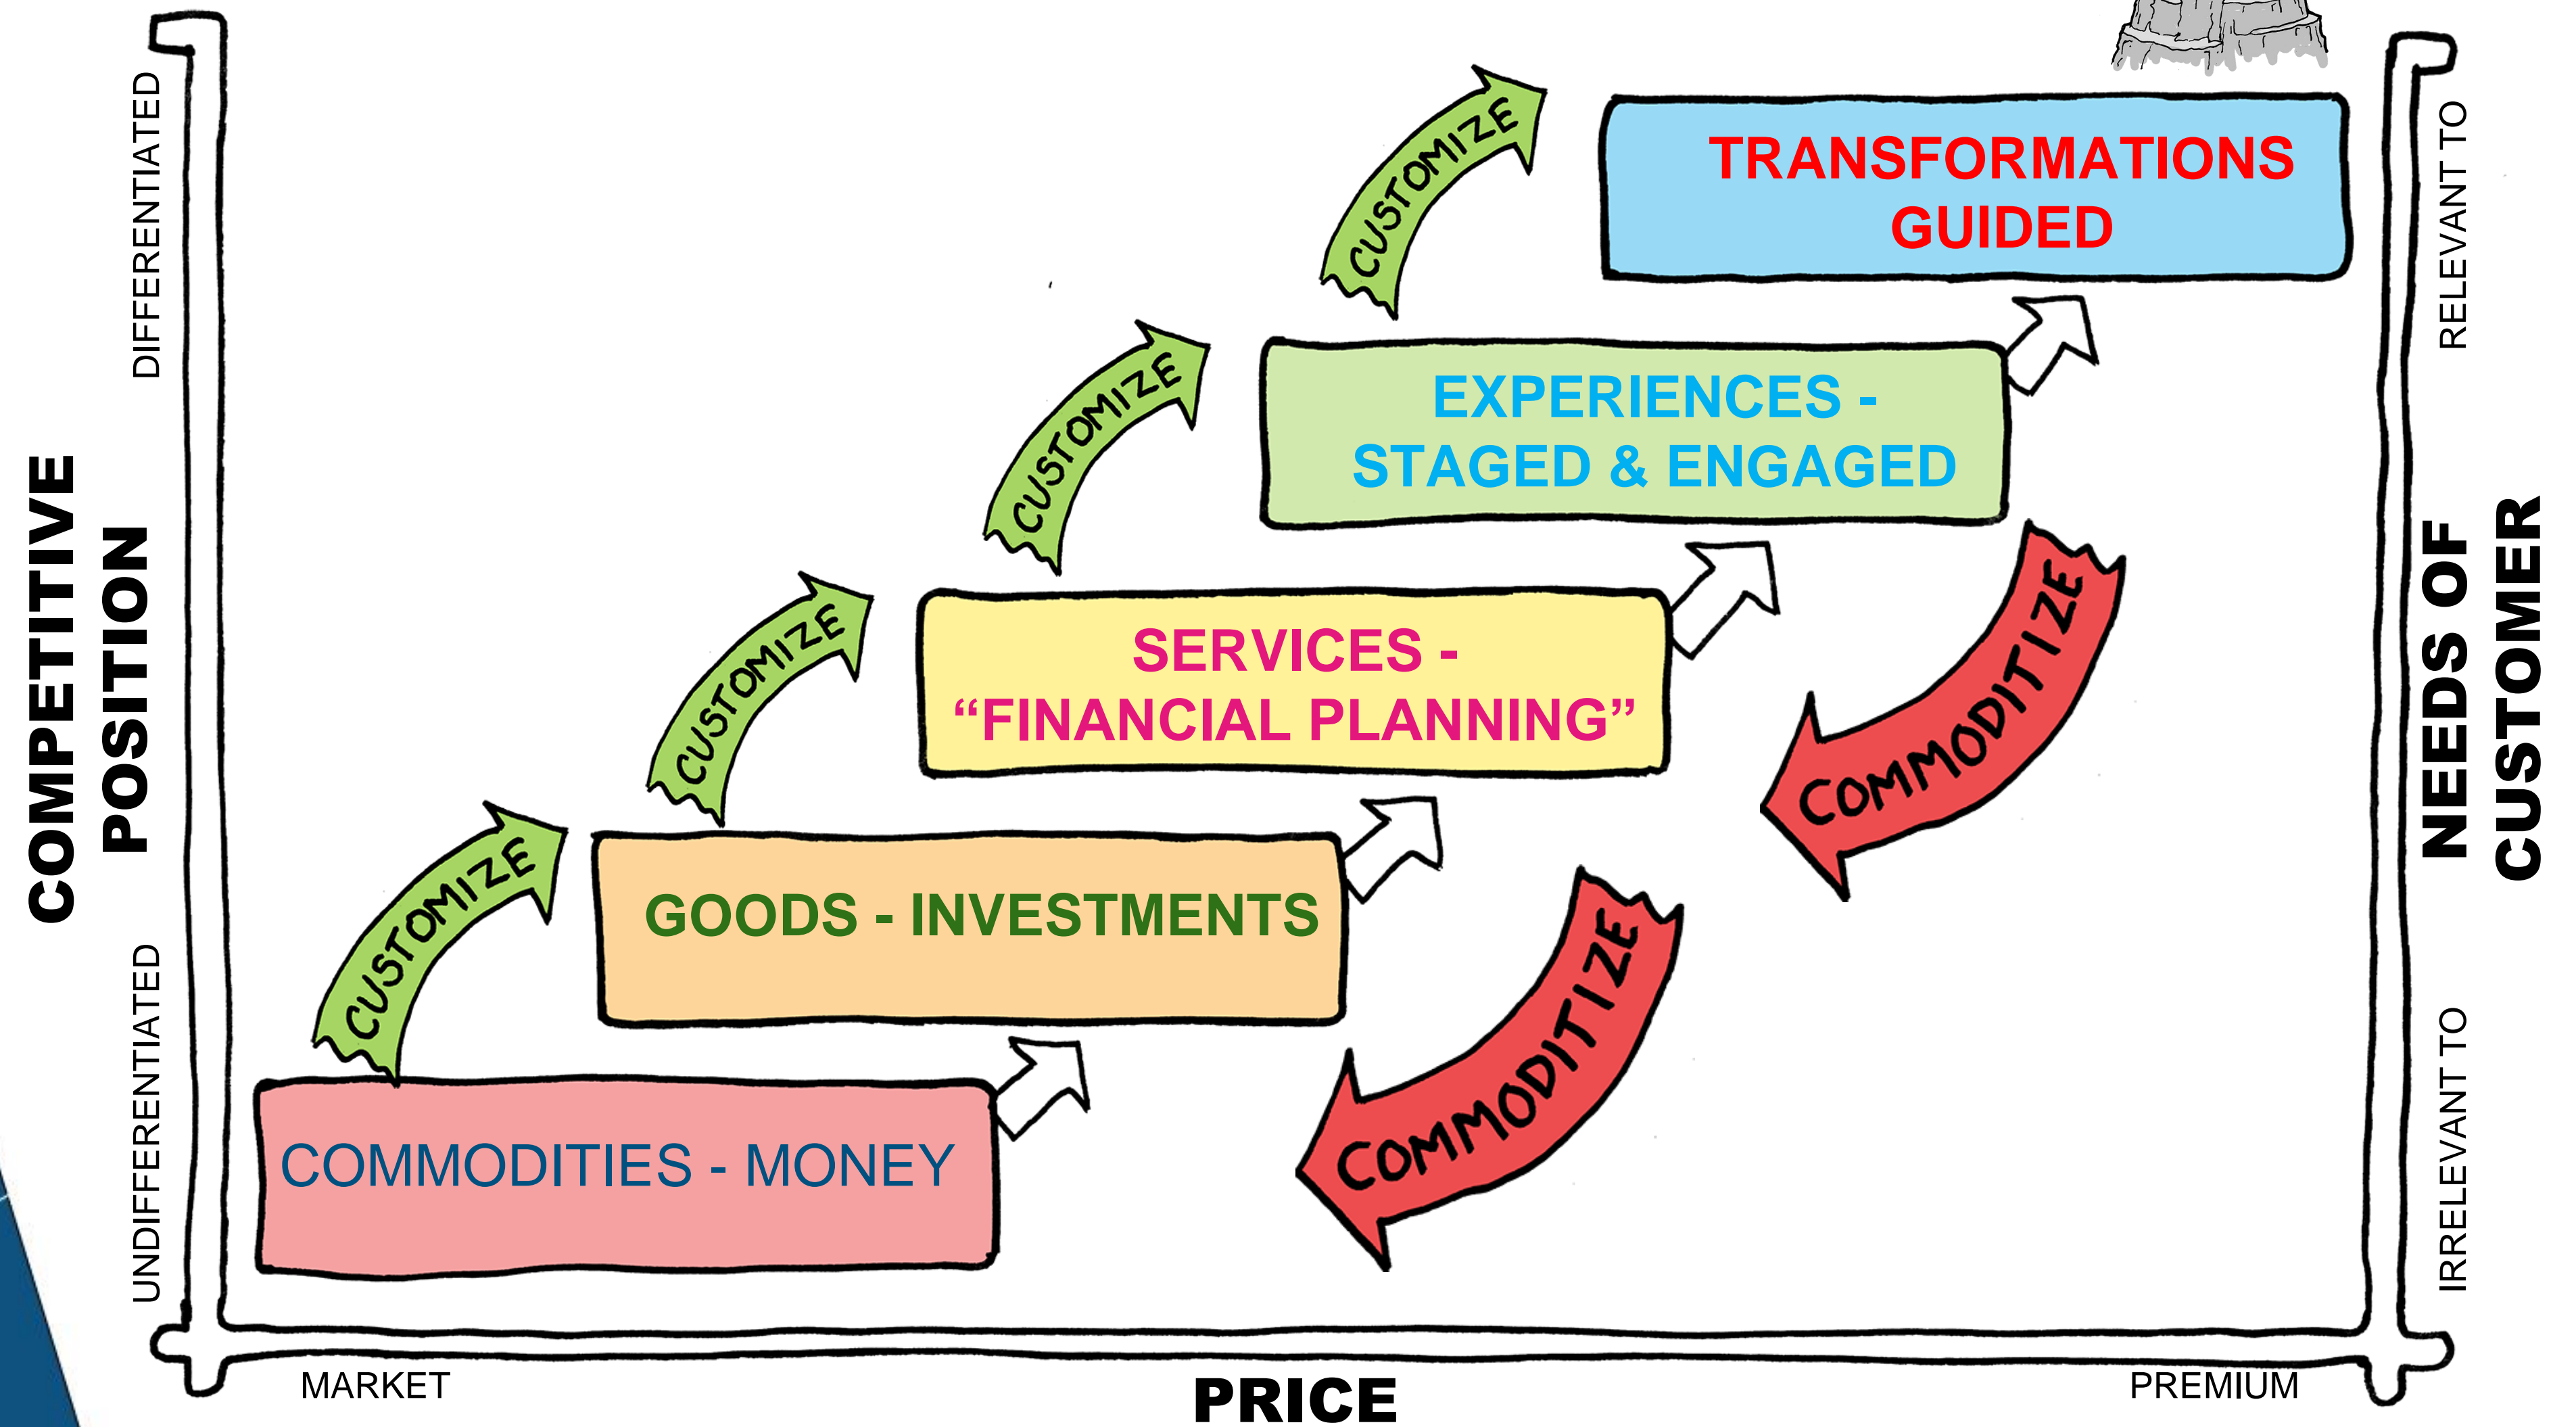 DIFFERENTIATED
COMPETITIVE
POSITION
UNDIFFERENTIATED
CUSTOMIZE
TRANSFORMATIONS
GUIDED
CUSTOMIZE
EXPERIENCES -
STAGED & ENGAGED
CUSTOMIZE
SERVICES -
“FINANCIAL PLANNING”
COMMODITIZE
CUSTOMIZE
GOODS - INVESTMENTS
COMMODITIZE
COMMODITIES - MONEY
RELEVANT TO
NEEDS OF
CUSTOMER
IRRELEVANT TO
MARKET
PRICE
PREMIUM